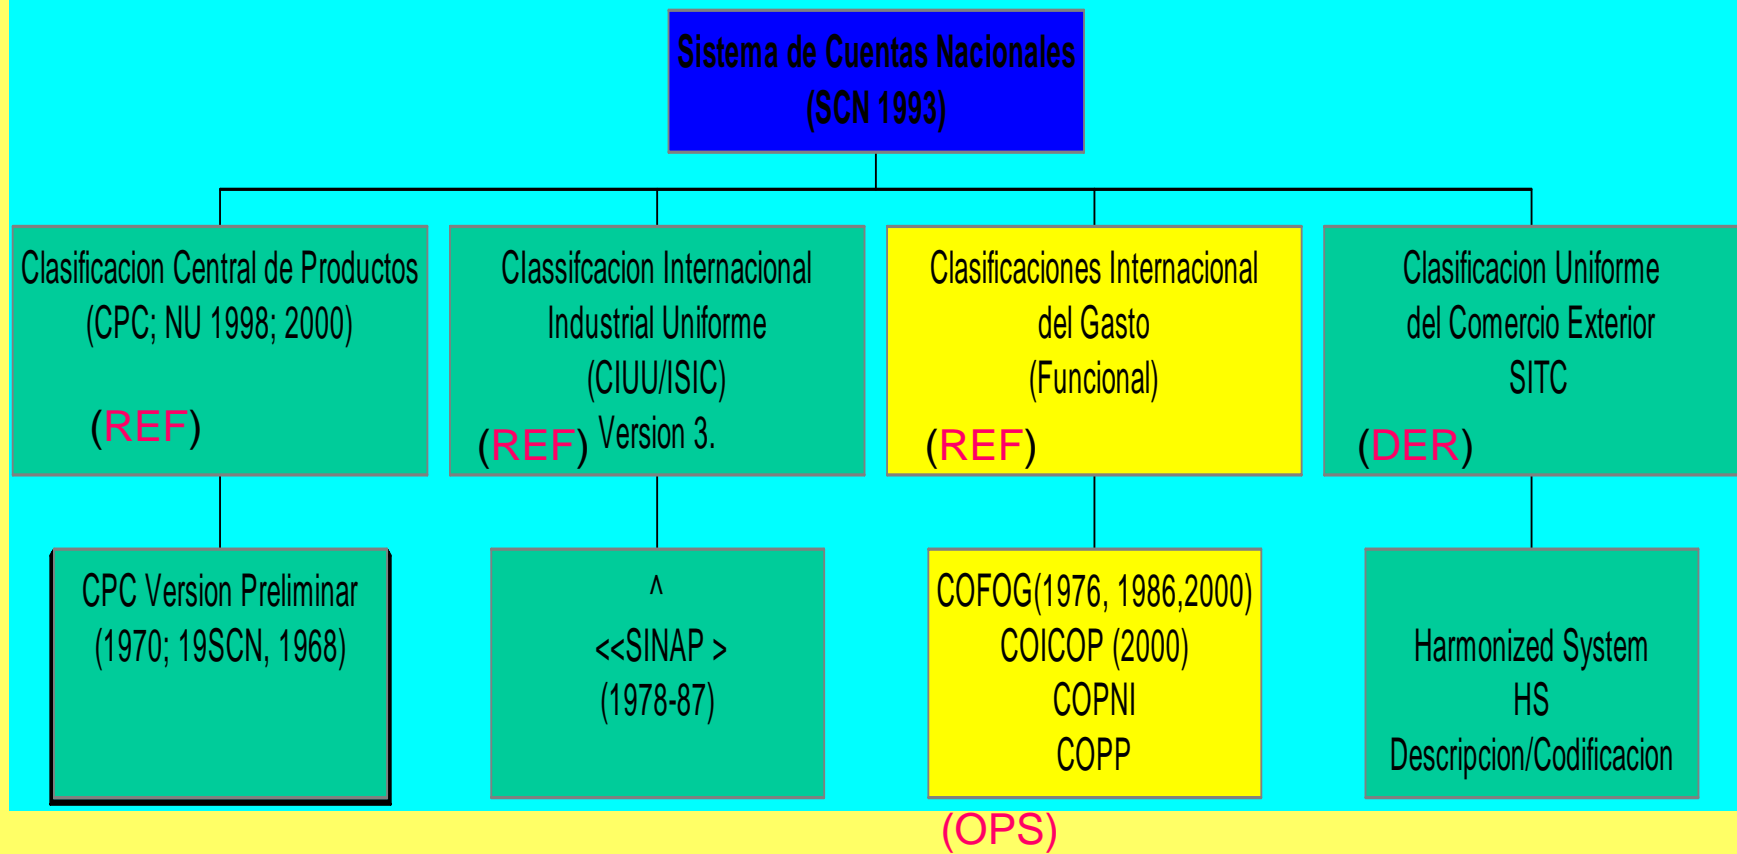 Sistema de Cuentas Nacionales
(SCN 1993)
Clasificacion Central de Productos
(CPC; NU 1998; 2000)
(REF)
Classifcacion Internacional
Industrial Uniforme
(CIUU/ISIC)
Version 3.
(REF)
Clasificaciones Internacional
del Gasto
(Funcional)
(REF)
Clasificacion Uniforme
del Comercio Exterior
SITC
(DER)
CPC Version Preliminar
(1970; 19SCN, 1968)
^
<<SINAP >
(1978-87)
COFOG(1976, 1986,2000)
COICOP (2000)
COPNI
COPP
Harmonized System
HS
Descripcion/Codificacion
(OPS)